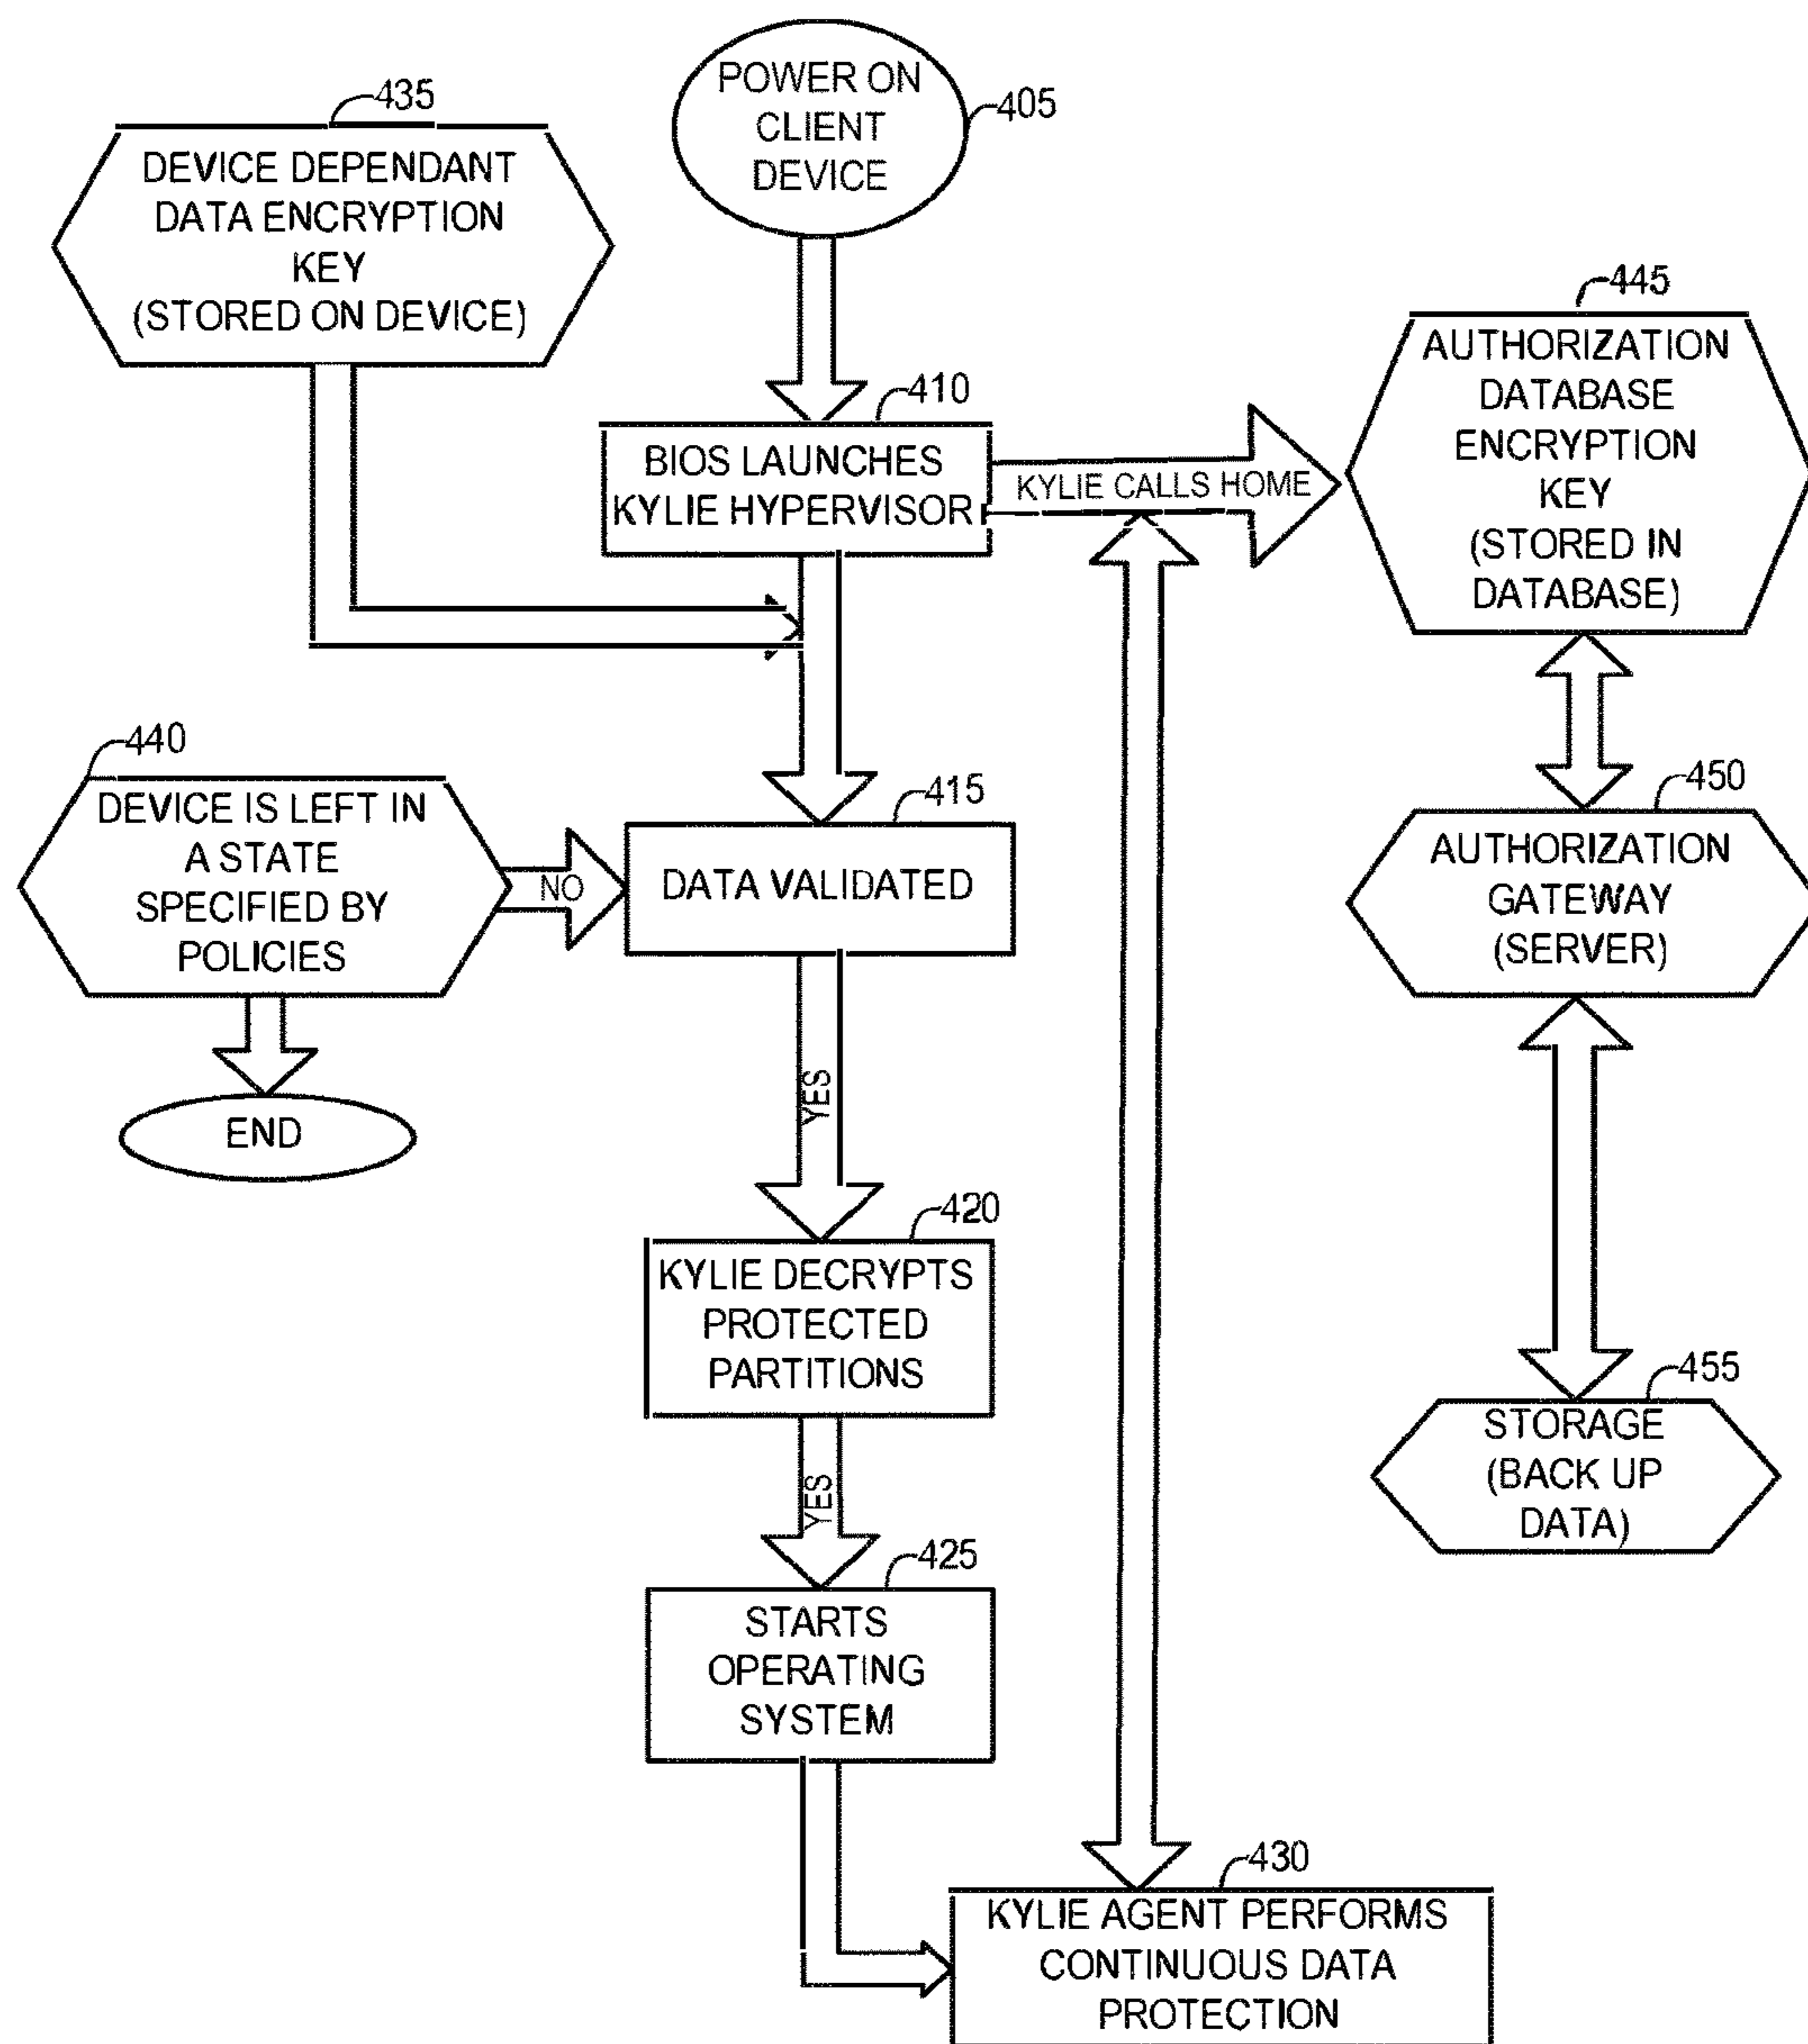 435
DEVICE DEPENDANT
DATA ENCRYPTION
KEY
(STORED ON DEVICE)
POWER ON
CLIENT
DEVICE
405
410
BIOS LAUNCHES
KYLIE HYPERVISOR
KYLIE CALLS HOME
445
AUTHORIZATION
DATABASE
ENCRYPTION
KEY
(STORED IN
DATABASE)
440
DEVICE IS LEFT IN
A STATE
SPECIFIED BY
POLICIES
NO
415
DATA VALIDATED
450
AUTHORIZATION
GATEWAY
(SERVER)
END
YES
420
KYLIE DECRYPTS
PROTECTED
PARTITIONS
YES
455
STORAGE
(BACK UP
DATA)
425
STARTS
OPERATING
SYSTEM
430
KYLIE AGENT PERFORMS
CONTINUOUS DATA
PROTECTION